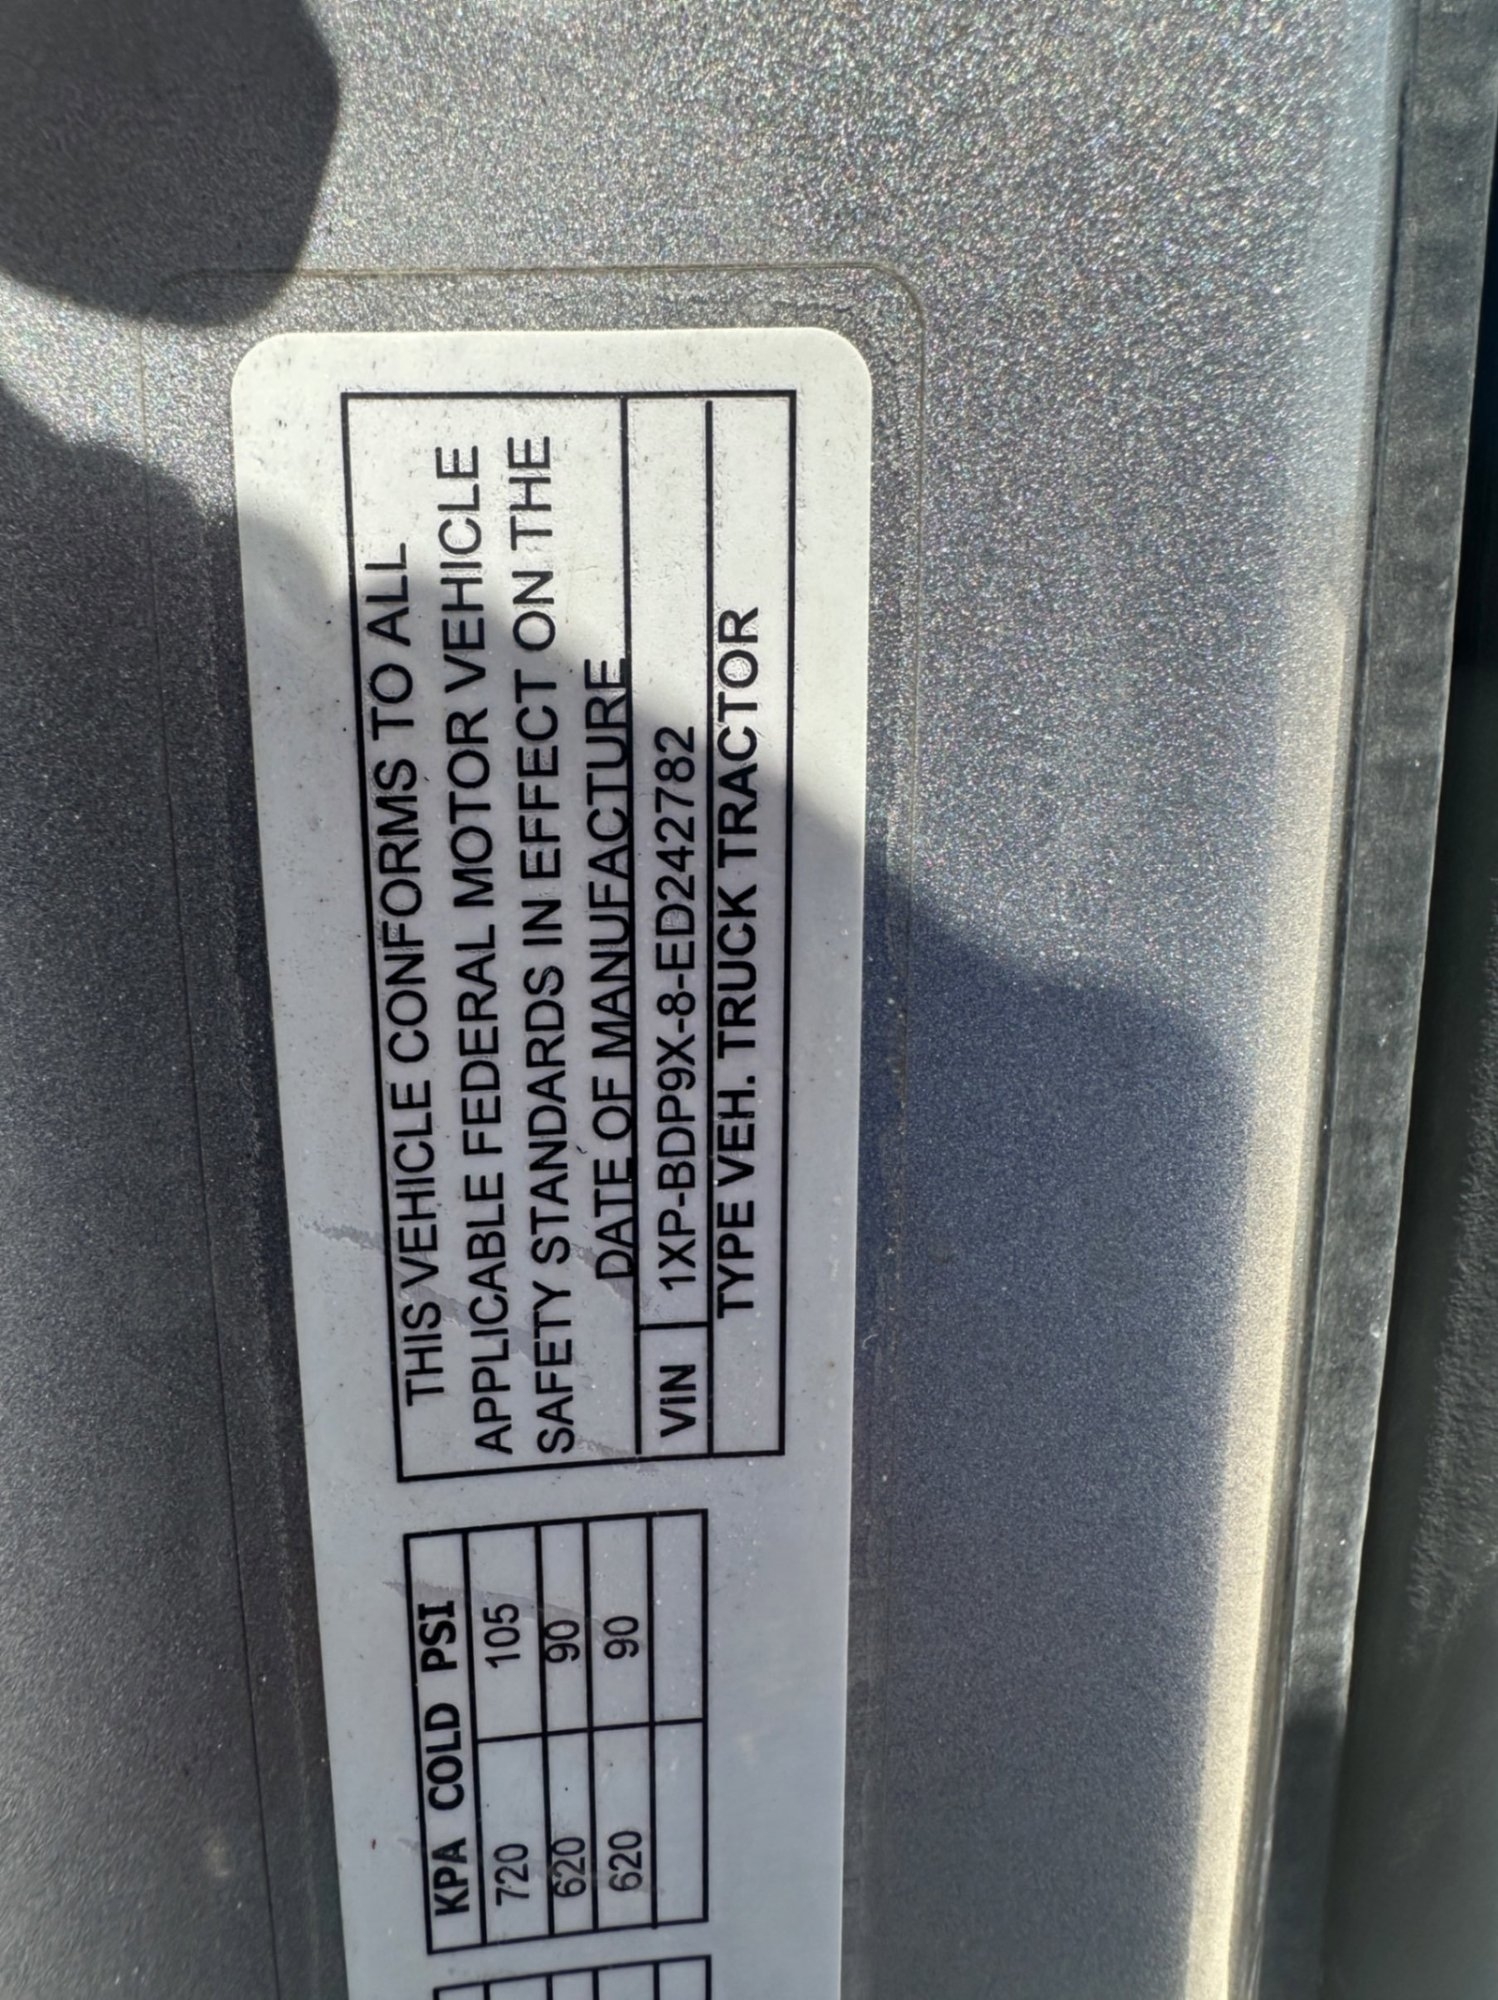 THIS VEHICLE CONFORMS TO ALL
APPLICABLE FEDERAL MOTOR VEHICLE
SAFETY STANDARDS IN EFFECT ON THE
DATE OF MANUFACTURE
VIN 1XP-BDP9X-8-ED242782
TYPE VEH. TRUCK TRACTOR
KPA COLD PSI
720 105
620 90
620 90